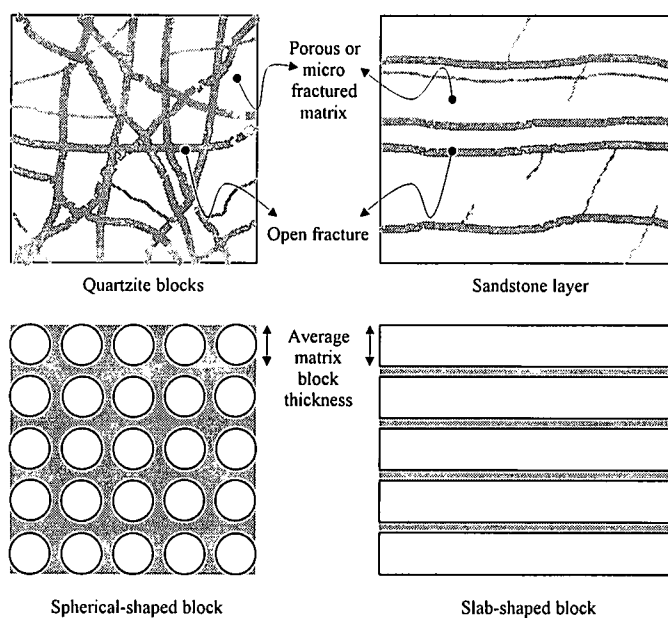 Porous or
micro
fractured
matrix
Open fracture
Quartzite blocks
Sandstone layer
Average
matrix
block
thickness
Spherical-shaped block
Slab-shaped block